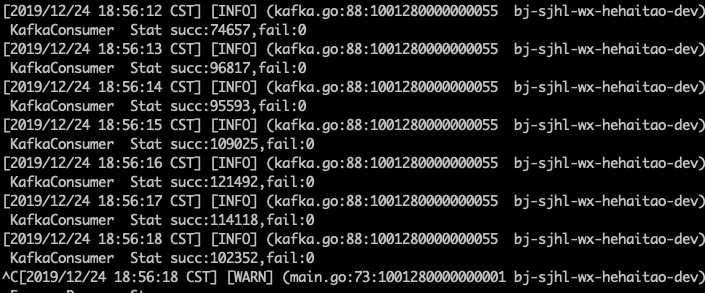 [2019/12/24 18:56:12 CST] [INFO] (kafka.go:88:1001280000000055  bj-sjhl-wx-hehaitao-dev)
 KafkaConsumer  Stat succ:74657,fail:0
[2019/12/24 18:56:13 CST] [INFO] (kafka.go:88:1001280000000055  bj-sjhl-wx-hehaitao-dev)
 KafkaConsumer  Stat succ:96817,fail:0
[2019/12/24 18:56:14 CST] [INFO] (kafka.go:88:1001280000000055  bj-sjhl-wx-hehaitao-dev)
 KafkaConsumer  Stat succ:95593,fail:0
[2019/12/24 18:56:15 CST] [INFO] (kafka.go:88:1001280000000055  bj-sjhl-wx-hehaitao-dev)
 KafkaConsumer  Stat succ:109025,fail:0
[2019/12/24 18:56:16 CST] [INFO] (kafka.go:88:1001280000000055  bj-sjhl-wx-hehaitao-dev)
 KafkaConsumer  Stat succ:121492,fail:0
[2019/12/24 18:56:17 CST] [INFO] (kafka.go:88:1001280000000055  bj-sjhl-wx-hehaitao-dev)
 KafkaConsumer  Stat succ:114118,fail:0
[2019/12/24 18:56:18 CST] [INFO] (kafka.go:88:1001280000000055  bj-sjhl-wx-hehaitao-dev)
 KafkaConsumer  Stat succ:102352,fail:0
^C[2019/12/24 18:56:18 CST] [WARN] (main.go:73:1001280000000001 bj-sjhl-wx-hehaitao-dev)